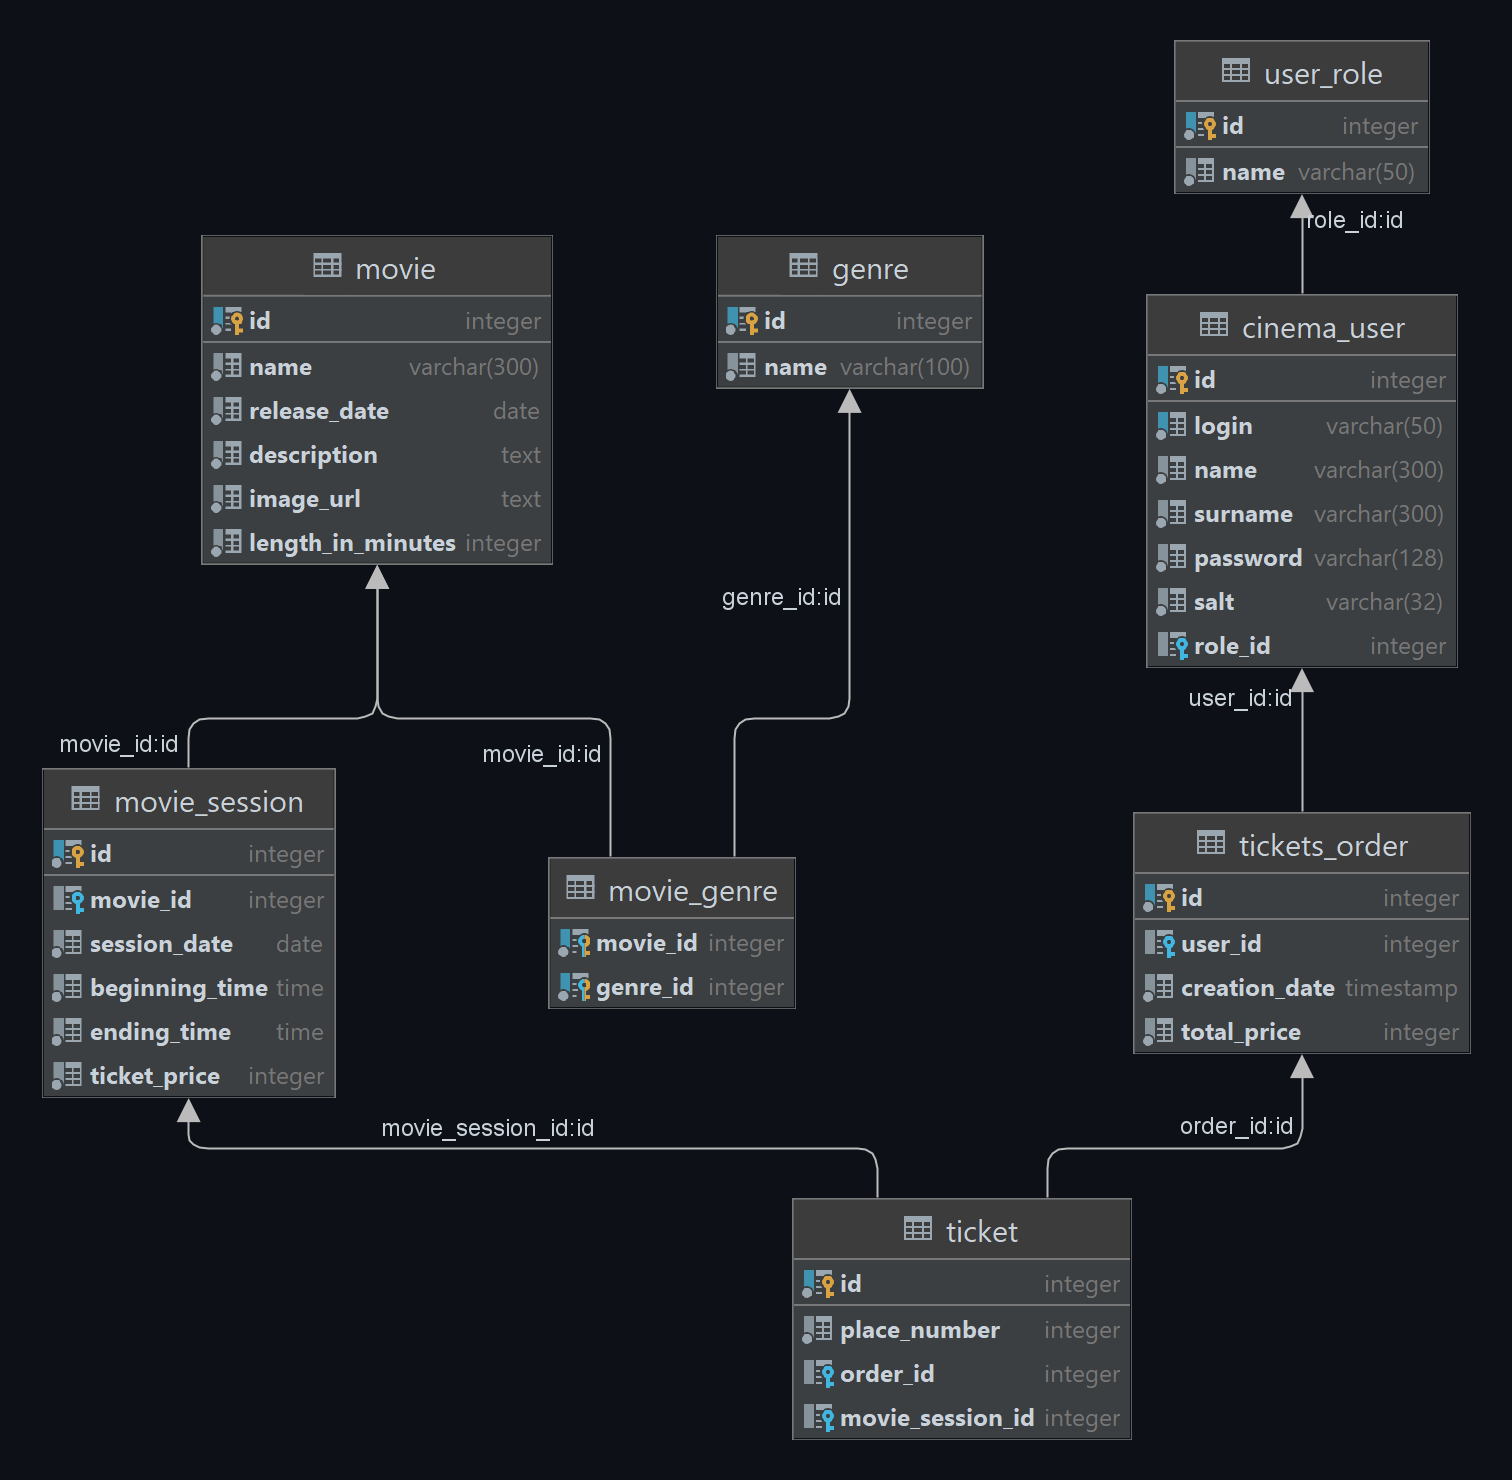 user_role
id integer
name varchar(50)
role_id:id
movie
id integer
name varchar(300)
release_date date
description text
image_url text
length_in_minutes integer
genre
id integer
name varchar(100)
cinema_user
id integer
login varchar(50)
name varchar(300)
surname varchar(300)
password varchar(128)
salt varchar(32)
role_id integer
genre_id:id
user_id:id
movie_id:id
movie_id:id
movie_session
id integer
movie_id integer
session_date date
beginning_time time
ending_time time
ticket_price integer
movie_genre
movie_id integer
genre_id integer
tickets_order
id integer
user_id integer
creation_date timestamp
total_price integer
movie_session_id:id
order_id:id
ticket
id integer
place_number integer
order_id integer
movie_session_id integer